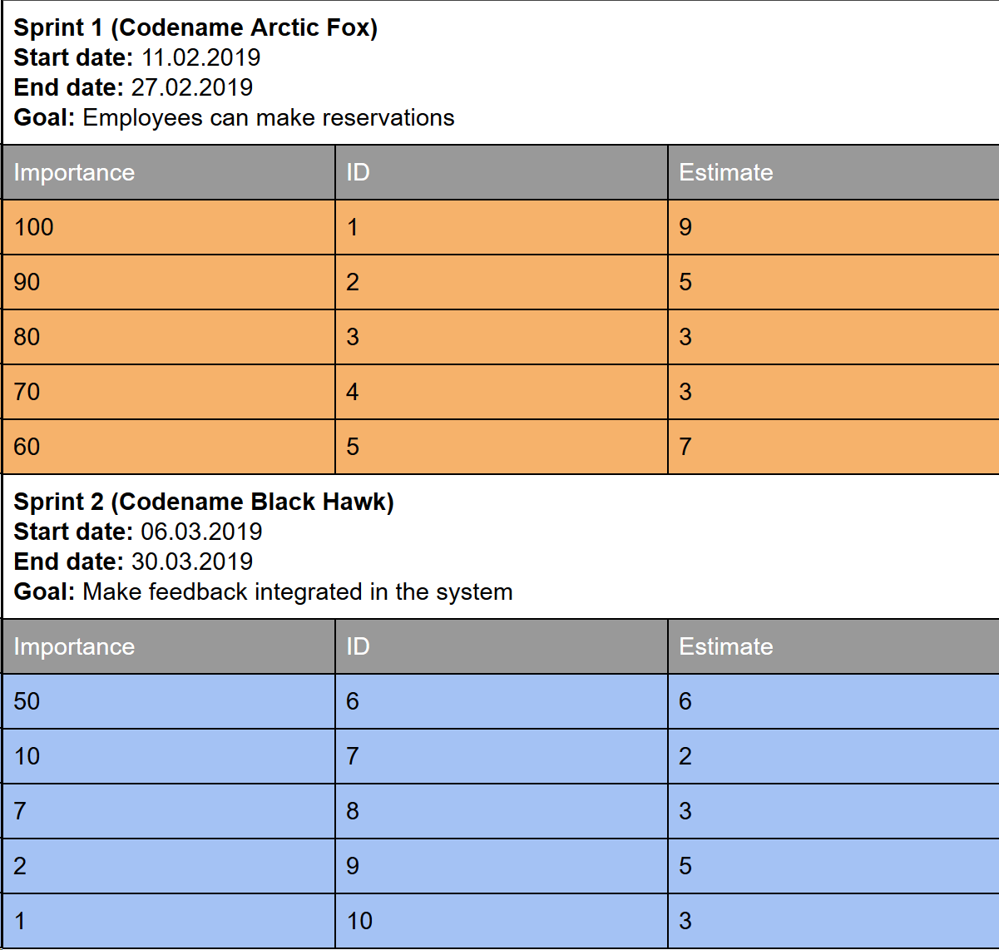 Sprint 1 (Codename Arctic Fox)
Start date: 11.02.2019
End date: 27.02.2019
Goal: Employees can make reservations
Importance ID Estimate
100 1 9
90 2 5
80 3 3
70 4 3
60 5 7
Sprint 2 (Codename Black Hawk)
Start date: 06.03.2019
End date: 30.03.2019
Goal: Make feedback integrated in the system
Importance ID Estimate
50 6 6
10 7 2
7 8 3
2 9 5
1 10 3